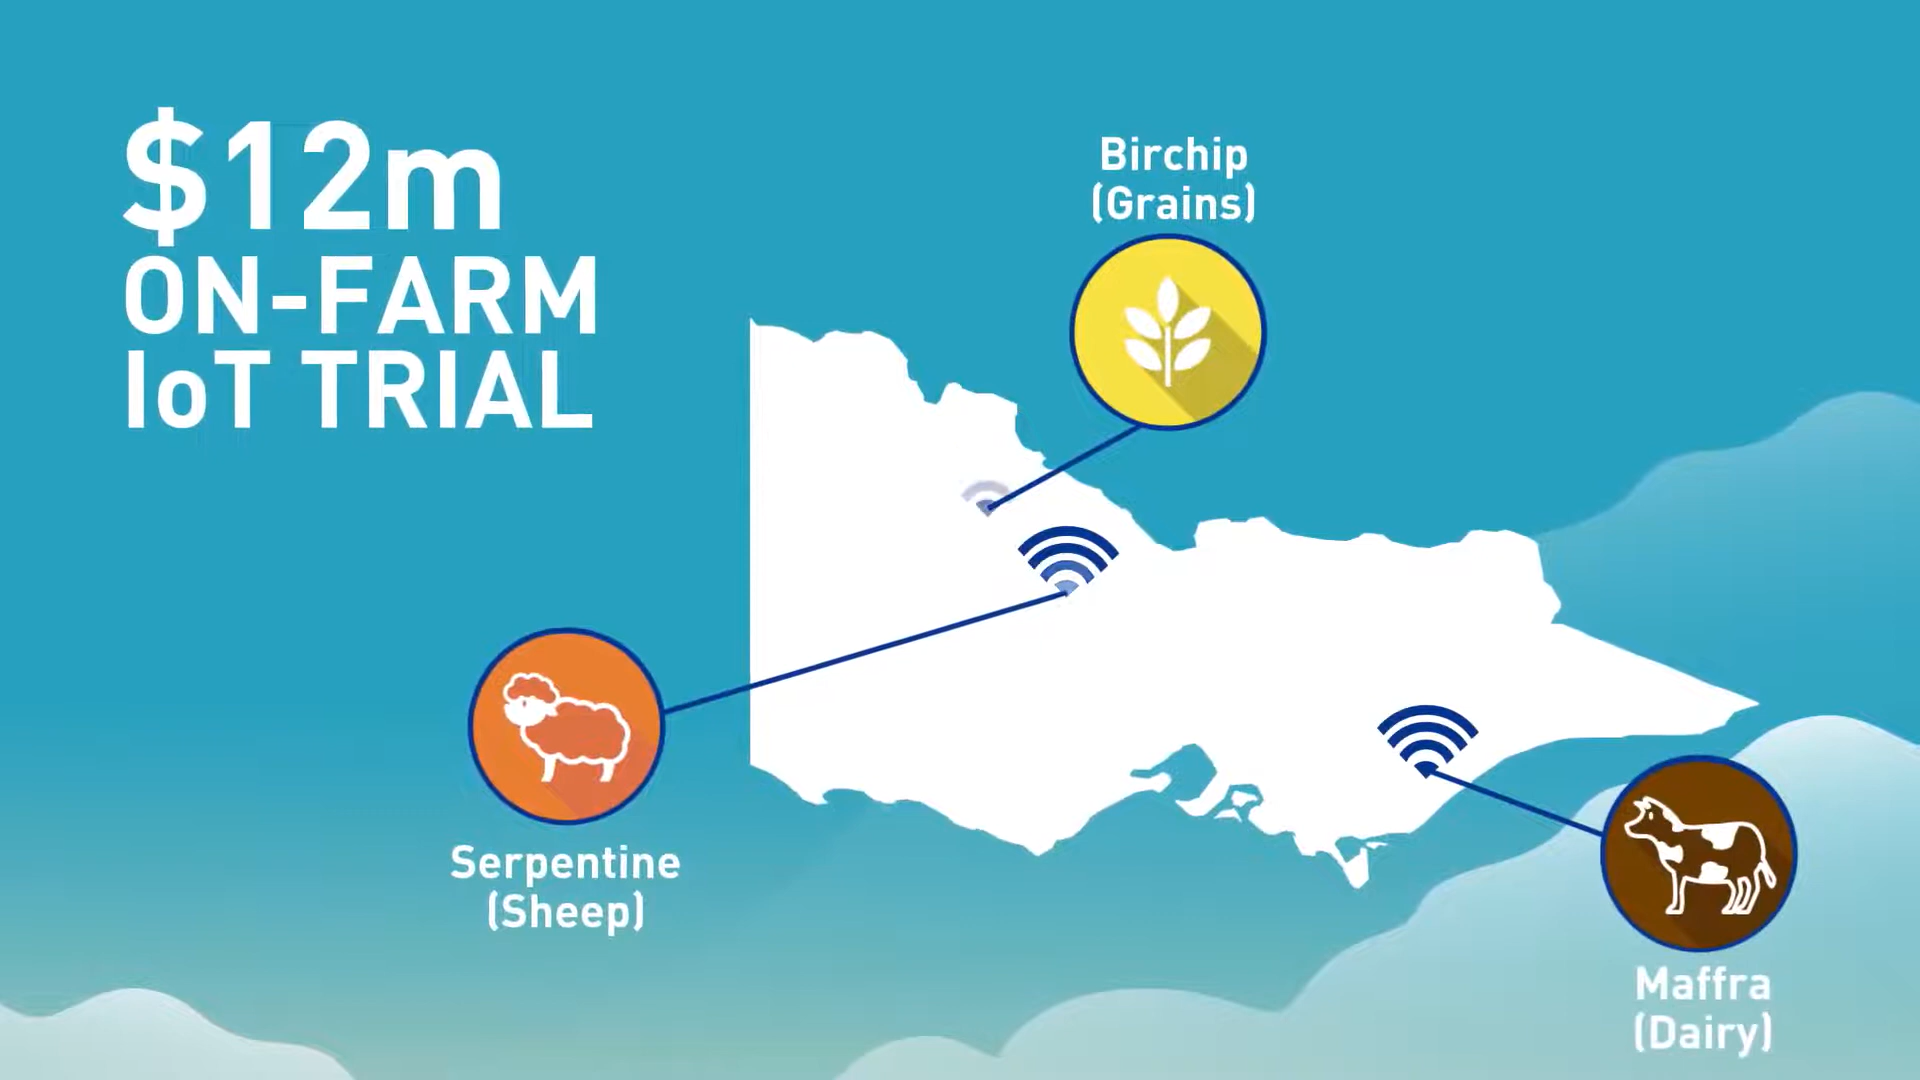 $12m
ON-FARM
IoT TRIAL
Birchip
(Grains)
Serpentine
(Sheep)
Maffra
(Dairy)